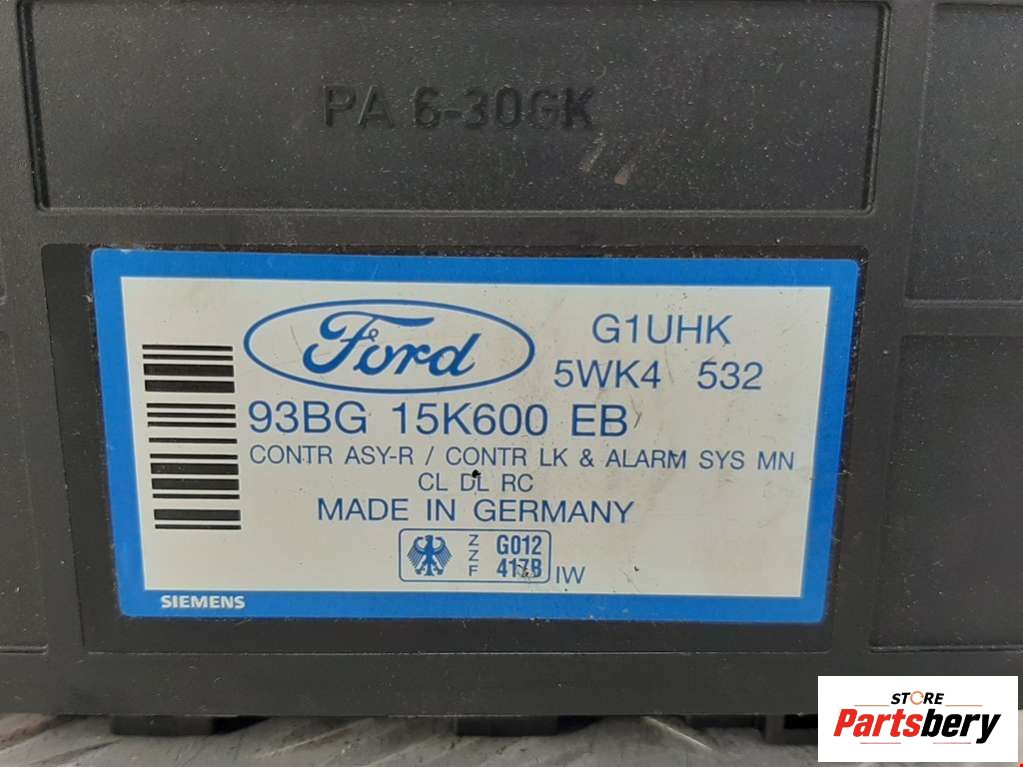 PA 6-30GK
Ford
G1UHK
5WK4 532
93BG 15K600 EB
CONTR ASY-R / CONTR LK & ALARM SYS MN
CL DL RC
MADE IN GERMANY
ZZF
G012
417B
IW
SIEMENS
STORE
Partsbery